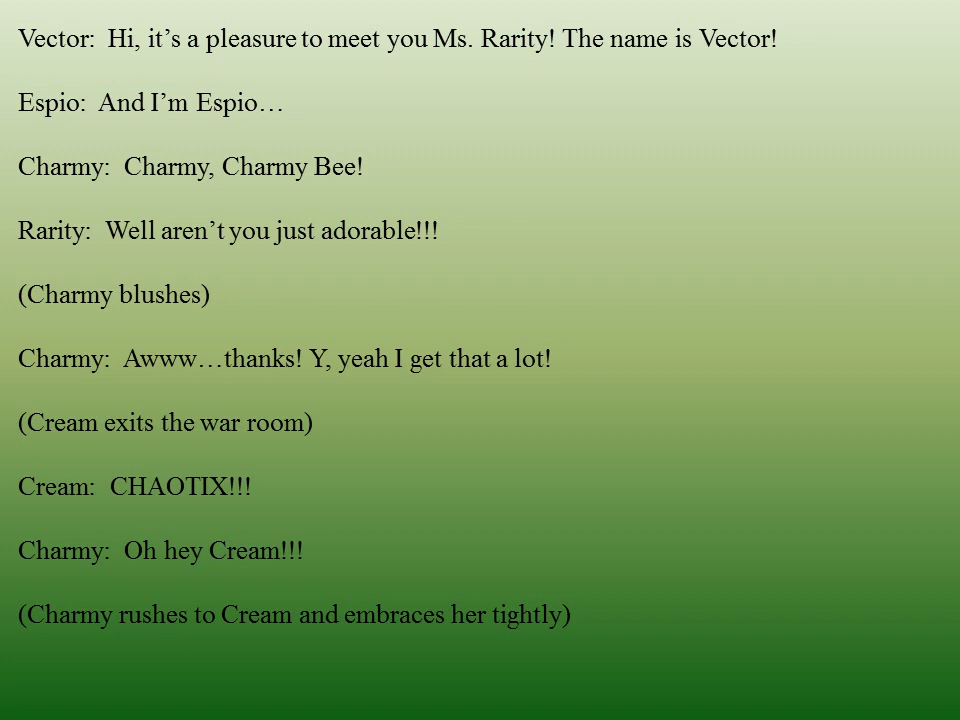 Vector:  Hi, it’s a pleasure to meet you Ms. Rarity! The name is Vector!
Espio:  And I’m Espio…
Charmy:  Charmy, Charmy Bee!
Rarity:  Well aren’t you just adorable!!!
(Charmy blushes)
Charmy:  Awww…thanks! Y, yeah I get that a lot!
(Cream exits the war room)
Cream:  CHAOTIX!!!
Charmy:  Oh hey Cream!!!
(Charmy rushes to Cream and embraces her tightly)